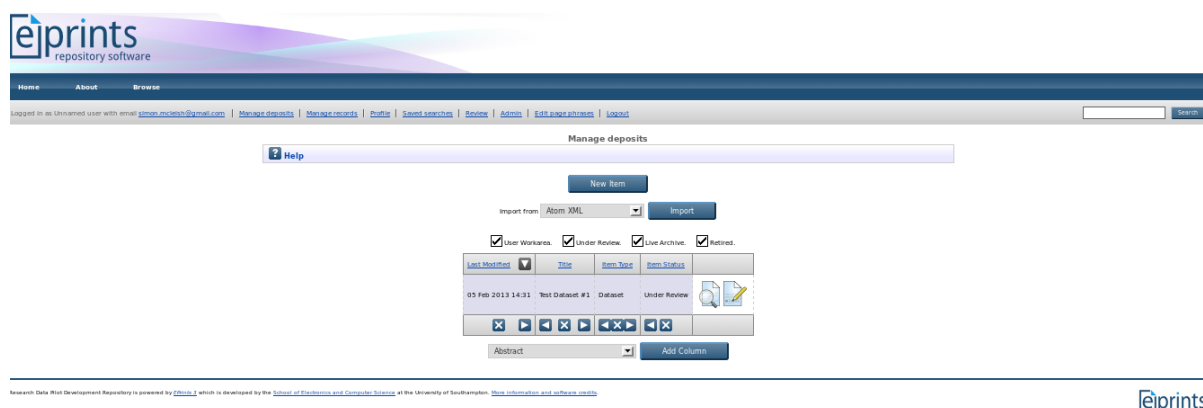 eprints
repository software
Home About Browse
Logged in as Unnamed user with email simon.mcleish@gmail.com | Manage deposits | Manage records | Profile | Saved searches | Review | Admin | Edit page phrases | Logout
Search
Manage deposits
? Help
New Item
Import from Atom XML Import
User Workarea. Under Review. Live Archive. Retired.
Last Modified Title Item Type Item Status
05 Feb 2013 14:31 Test Dataset #1 Dataset Under Review
Abstract Add Column
Research Data Pilot Development Repository is powered by EPrints 3 which is developed by the School of Electronics and Computer Science at the University of Southampton. More information and software credits.
eprints